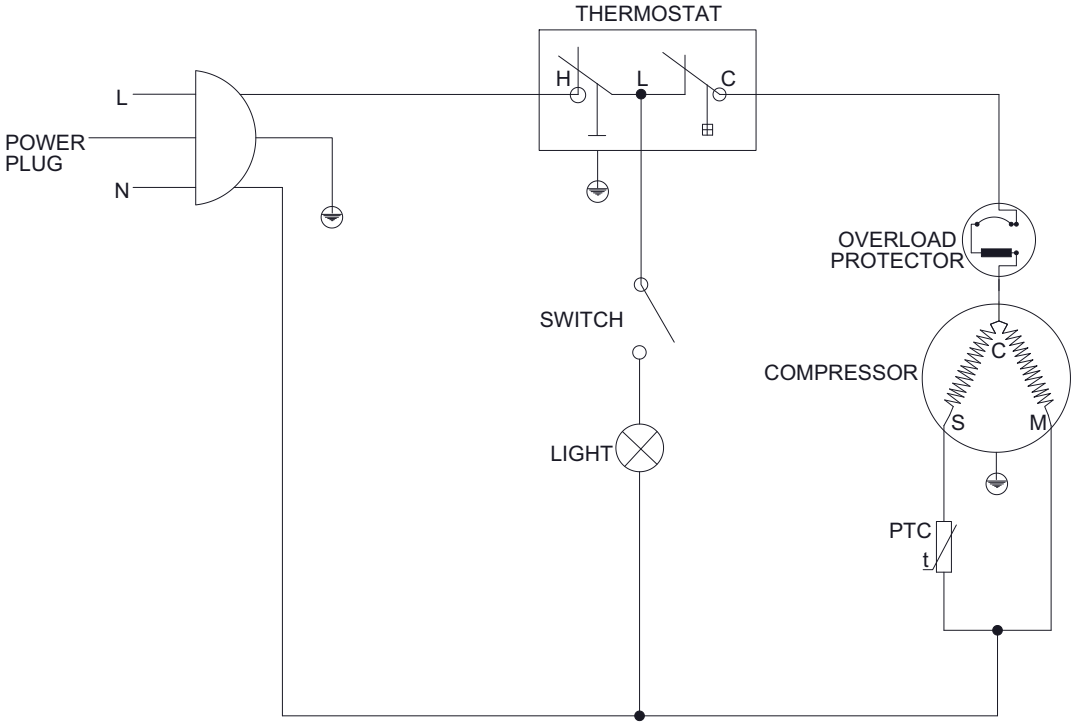 THERMOSTAT
H
L
C
L
POWER
PLUG
N
OVERLOAD
PROTECTOR
SWITCH
C
COMPRESSOR
S
M
LIGHT
PTC
t